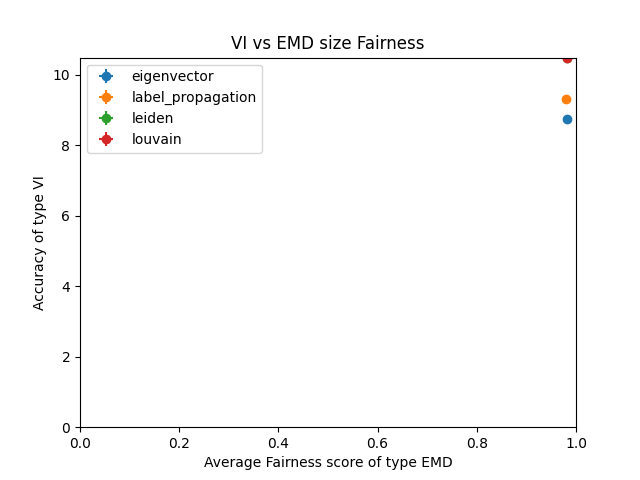 VI vs EMD size Fairness
10
8
6
4
2
0
Accuracy of type VI
eigenvector
label_propagation
leiden
louvain
0.0 0.2 0.4 0.6 0.8 1.0
Average Fairness score of type EMD